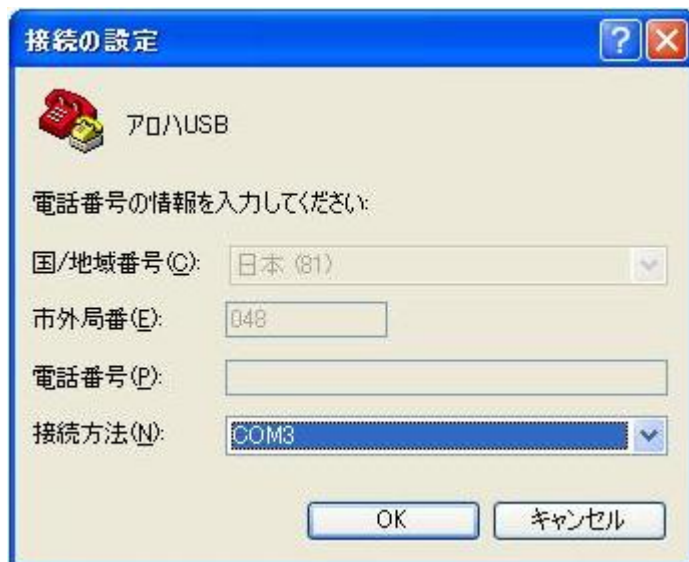 接続の設定
アロハUSB
電話番号の情報を入力してください:
国/地域番号(C): 日本 (81)
市外局番(E): 048
電話番号(P):
接続方法(N): COM3
OK キャンセル